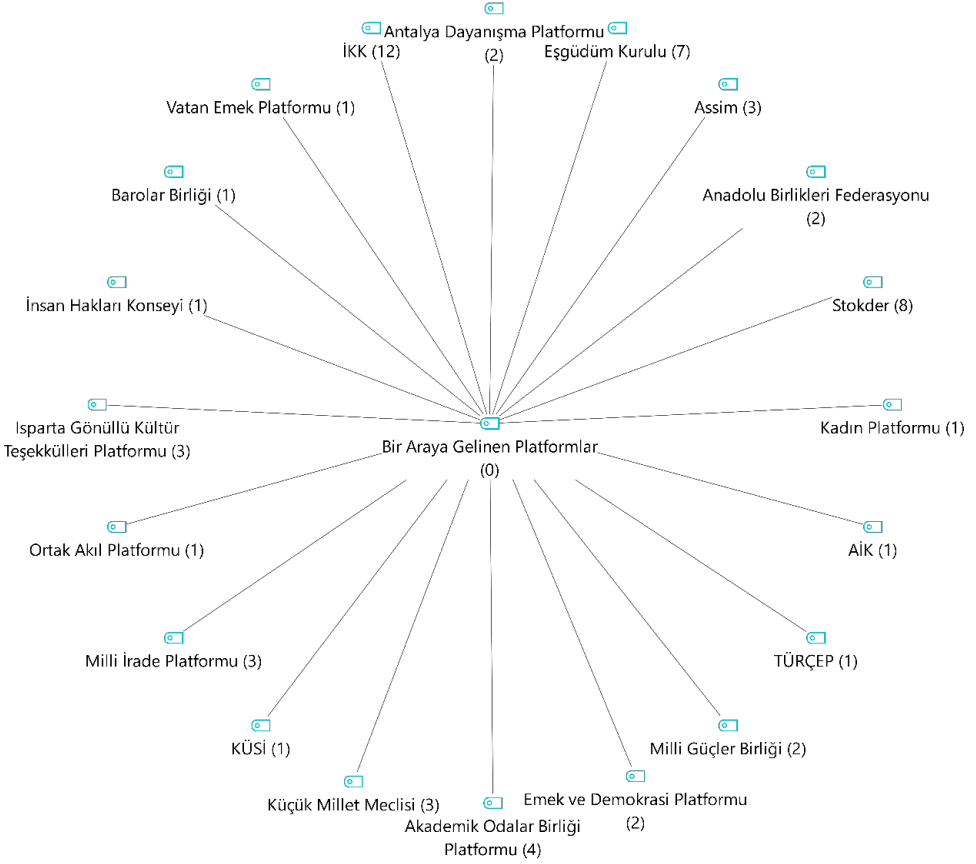 Antalya Dayanışma Platformu
(2)
İKK (12)
Eşgüdüm Kurulu (7)
Vatan Emek Platformu (1)
Assim (3)
Barolar Birliği (1)
Anadolu Birlikleri Federasyonu
(2)
İnsan Hakları Konseyi (1)
Stokder (8)
Isparta Gönüllü Kültür
Teşekkülleri Platformu (3)
Bir Araya Gelinen Platformlar
(0)
Kadın Platformu (1)
Ortak Akıl Platformu (1)
AİK (1)
Milli İrade Platformu (3)
TÜRÇEP (1)
KÜSİ (1)
Milli Güçler Birliği (2)
Küçük Millet Meclisi (3)
Akademik Odalar Birliği
Platformu (4)
Emek ve Demokrasi Platformu
(2)